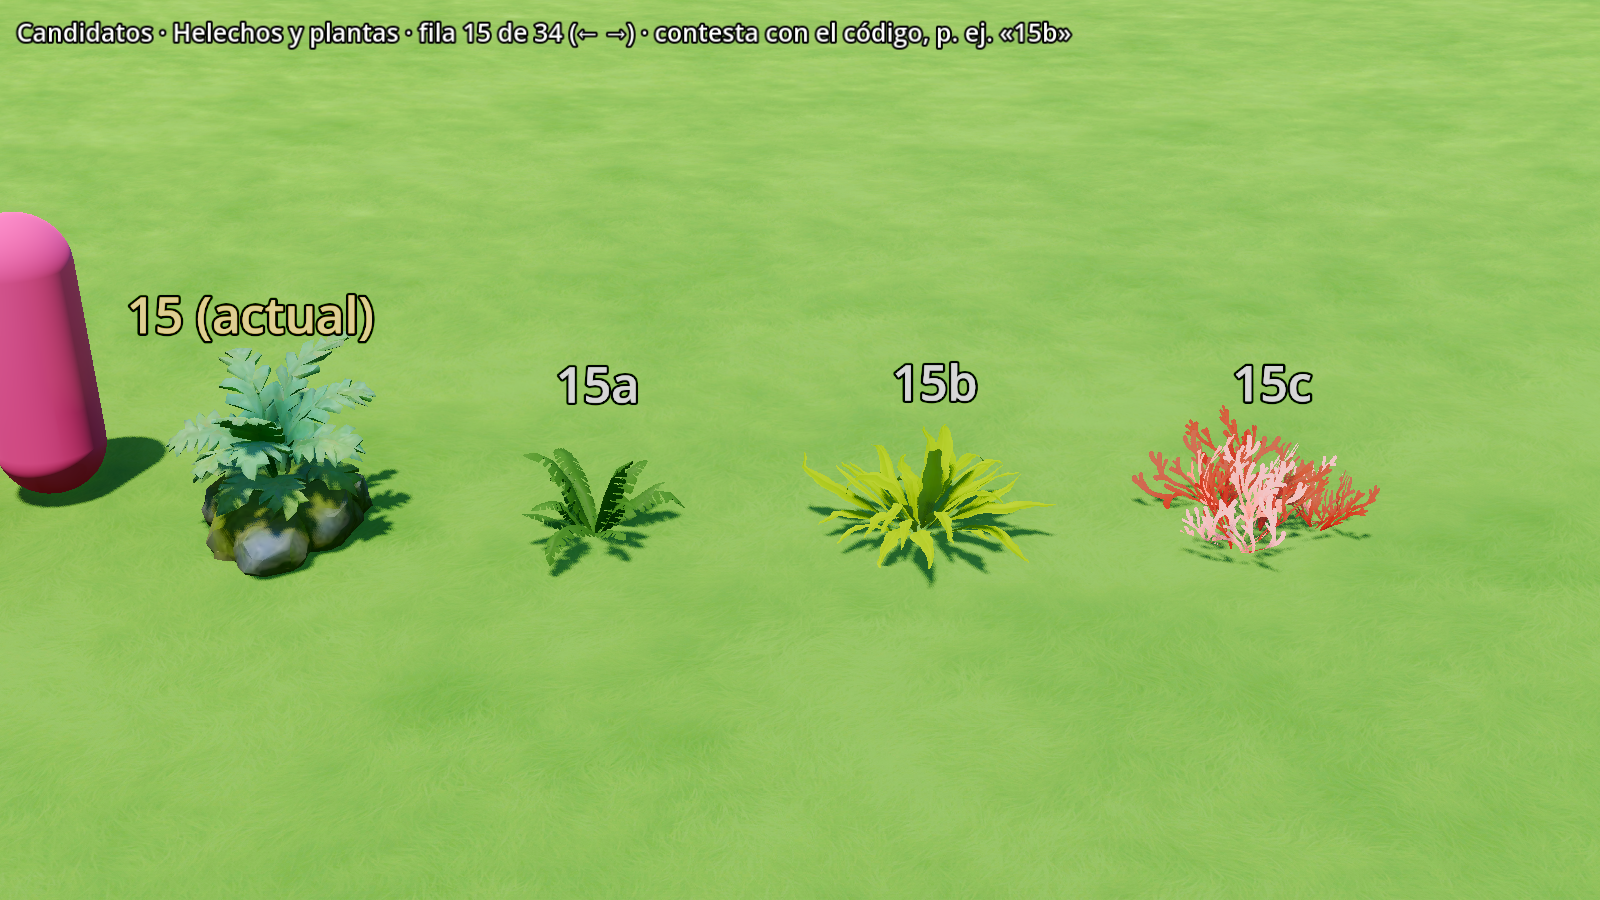 Candidatos · Helechos y plantas · fila 15 de 34 (← →) · contesta con el código, p. ej. «15b»
15 (actual)
15a
15b
15c